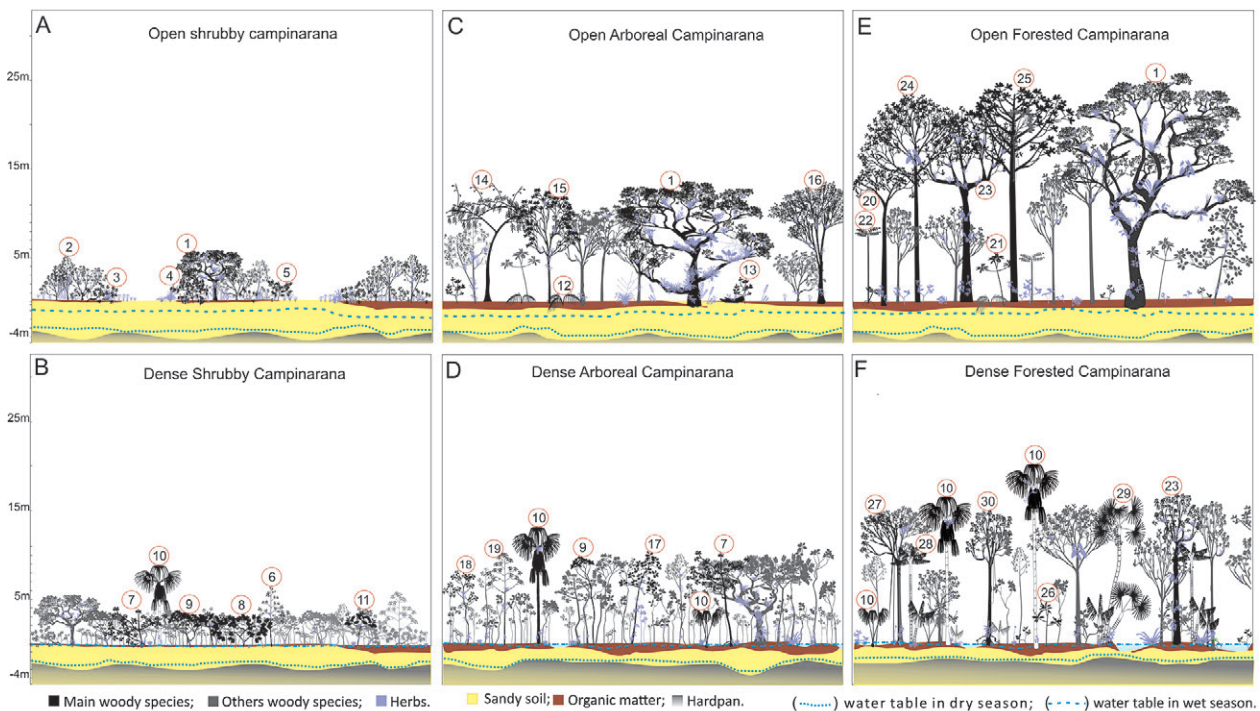 A
Open shrubby campinarana
25m
15m
5m
-4m
2
3
4
1
5
C
Open Arboreal Campinarana
14
15
1
16
12
13
E
Open Forested Campinarana
24
25
1
20
22
23
21
B
Dense Shrubby Campinarana
25m
15m
5m
-4m
10
7
9
8
6
11
D
Dense Arboreal Campinarana
18
19
10
9
17
7
10
F
Dense Forested Campinarana
27
10
30
10
29
23
28
10
26
Main woody species; Others woody species; Herbs. Sandy soil; Organic matter; Hardpan. ( ) water table in dry season; ( ) water table in wet season